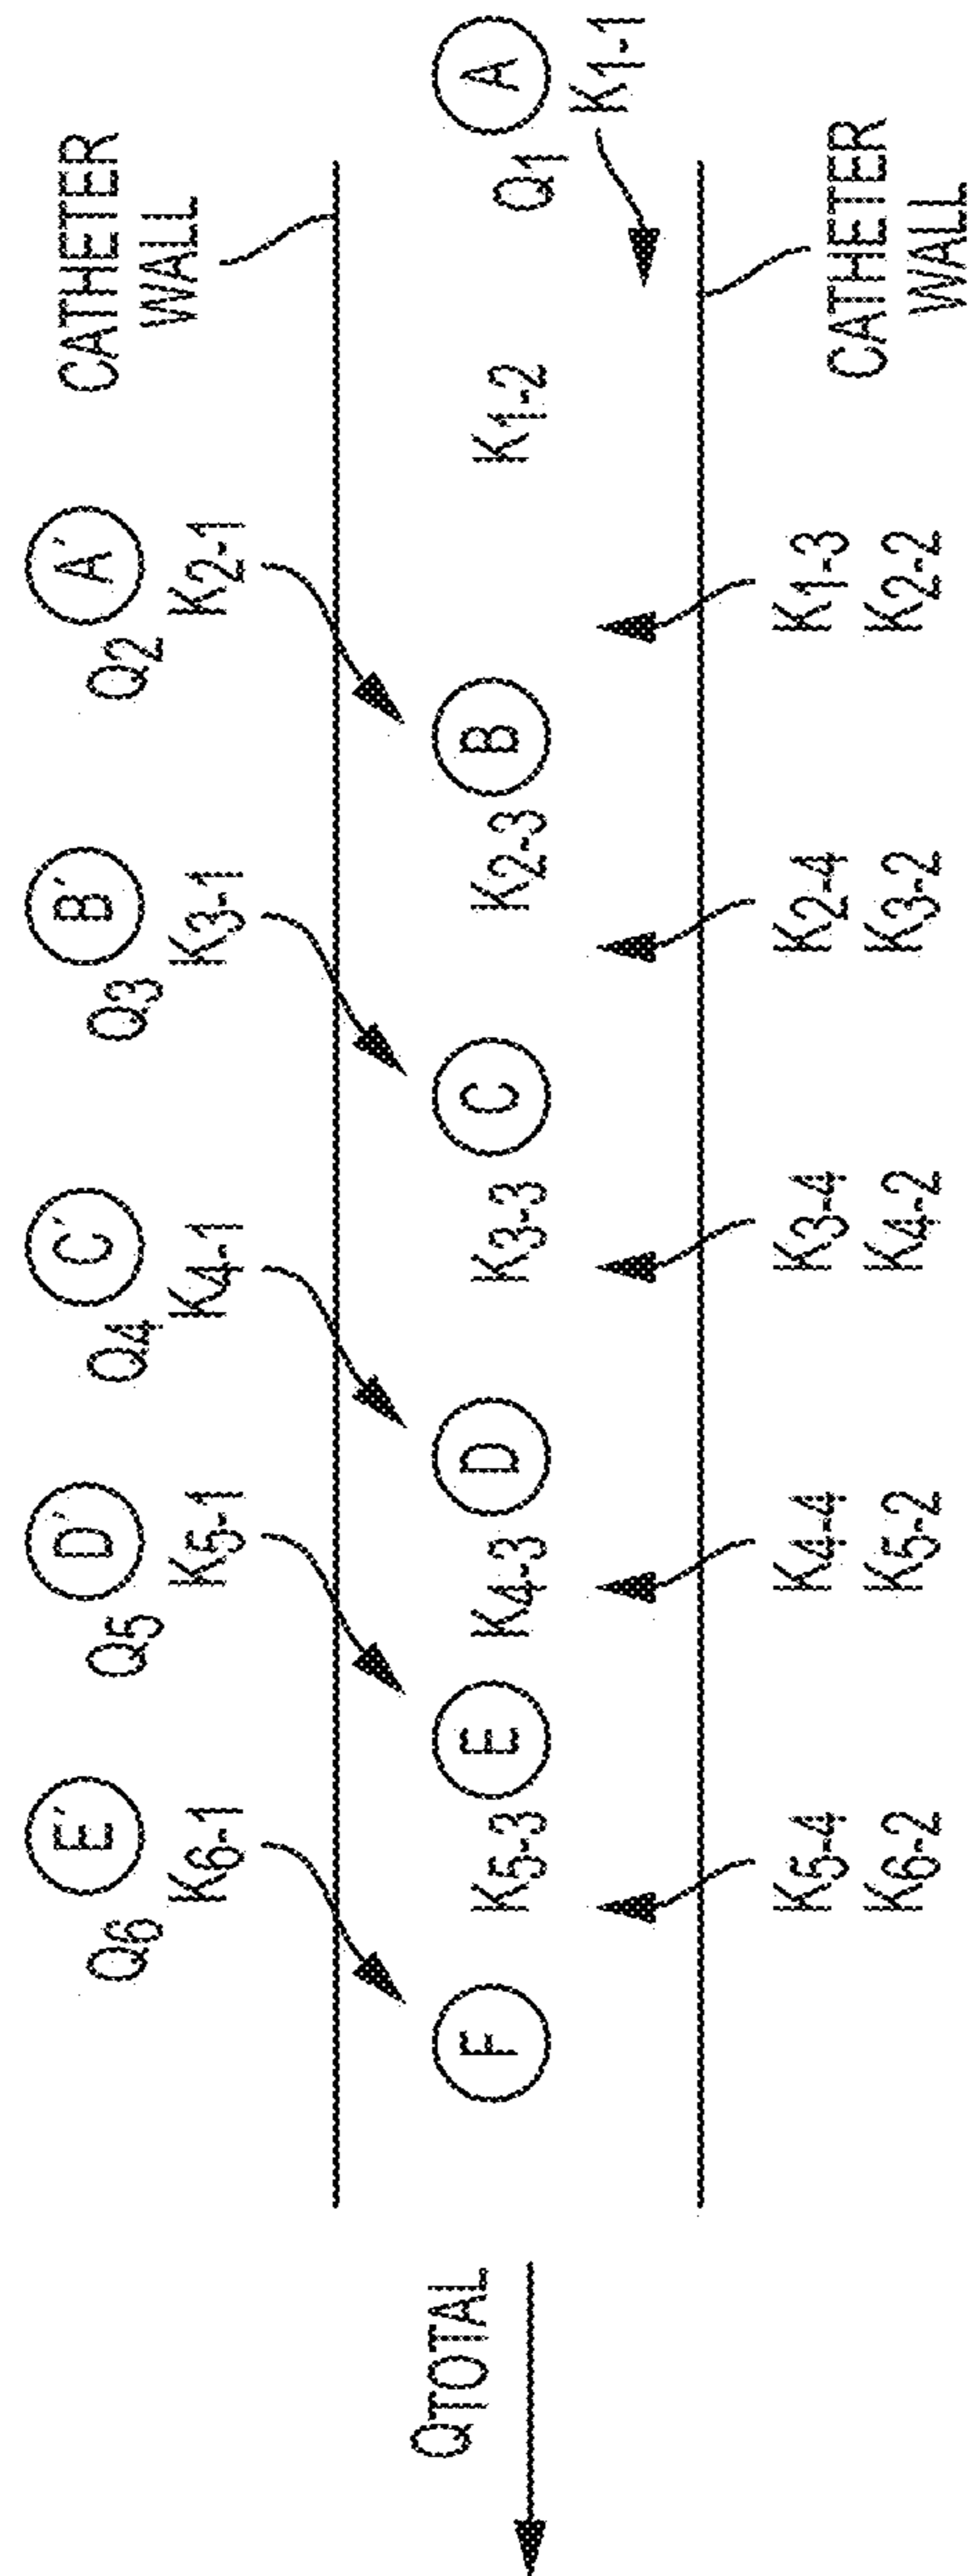 E′
D′
C′
B′
A′
Q6
Q5
Q4
Q3
Q2
K6-1
K5-1
K4-1
K3-1
K2-1
CATHETER
WALL
QTOTAL
F
E
D
C
B
A
K5-3
K4-3
K3-3
K2-3
K1-2
Q1
K1-1
K5-4
K6-2
K4-4
K5-2
K3-4
K4-2
K2-4
K3-2
K1-3
K2-2
CATHETER
WALL